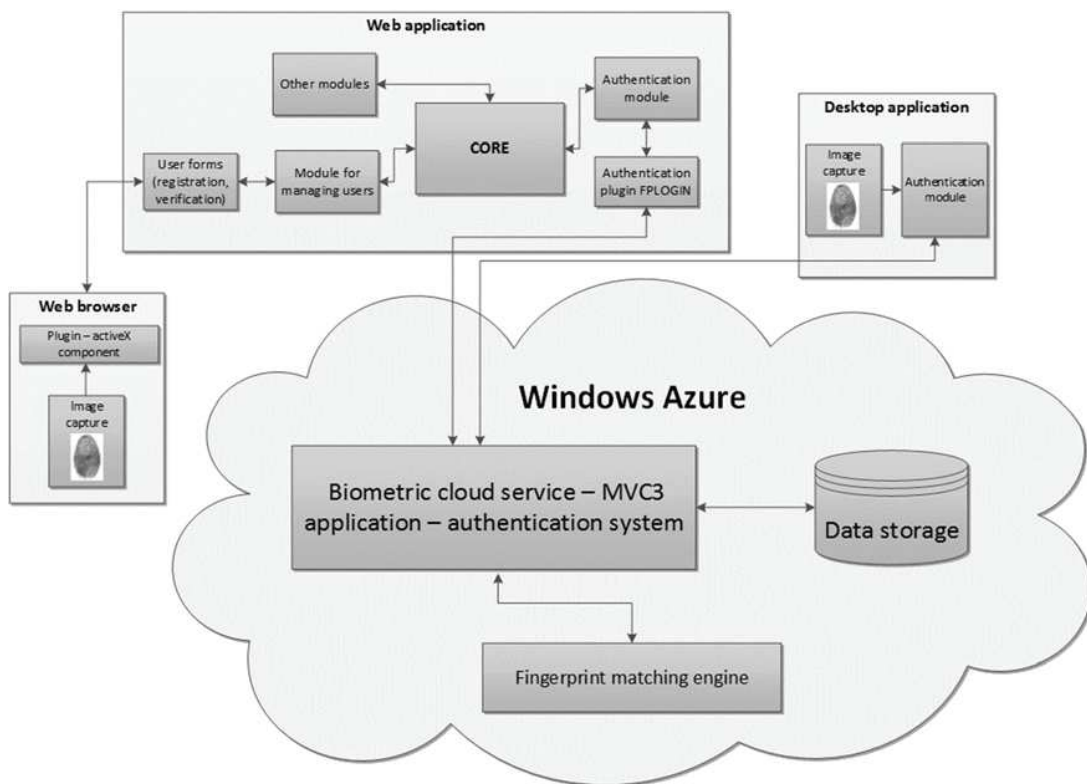 Web application
Other modules
CORE
Authentication
module
User forms
(registration,
verification)
Module for
managing users
Authentication
plugin FPLOGIN
Desktop application
Image
capture
Authentication
module
Web browser
Plugin – activeX
component
Image
capture
Windows Azure
Biometric cloud service – MVC3
application – authentication system
Data storage
Fingerprint matching engine